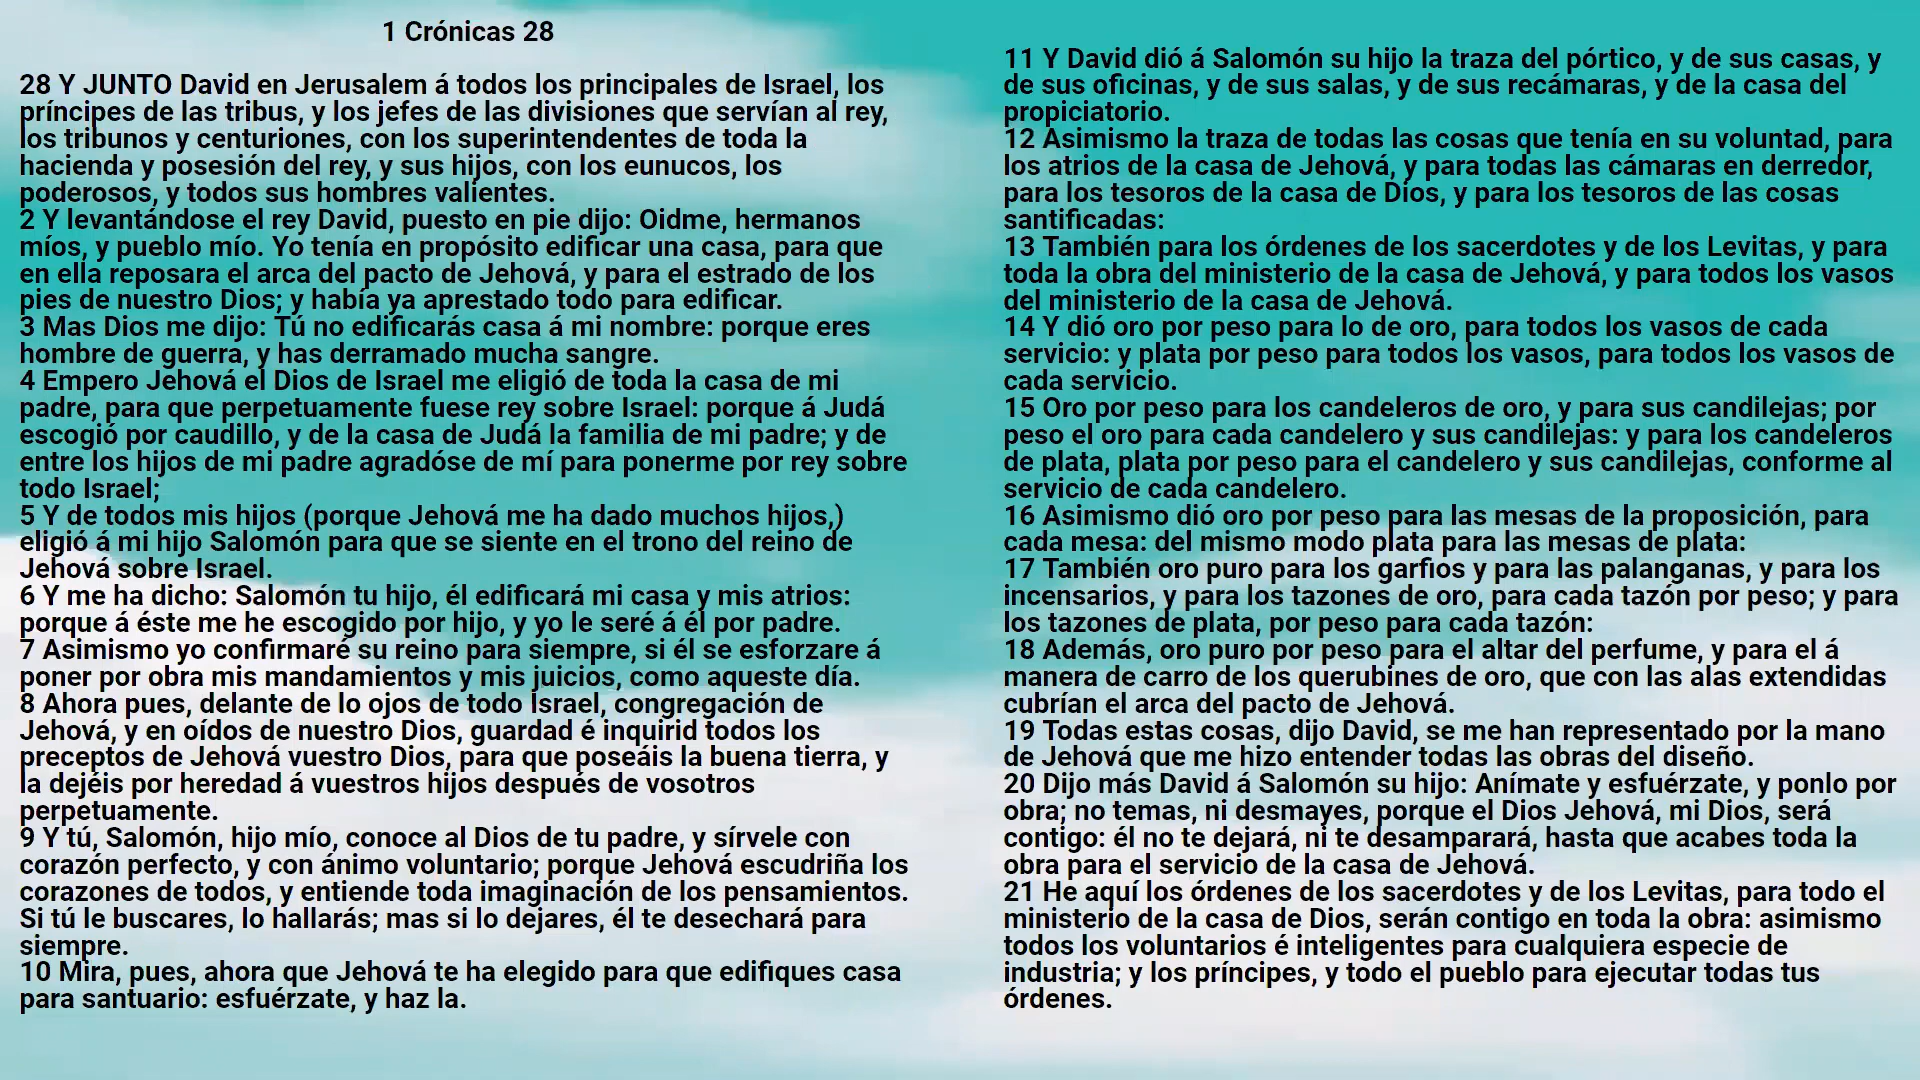 1 Crónicas 28
28 Y JUNTO David en Jerusalem á todos los principales de Israel, los
príncipes de las tribus, y los jefes de las divisiones que servían al rey,
los tribunos y centuriones, con los superintendentes de toda la
hacienda y posesión del rey, y sus hijos, con los eunucos, los
poderosos, y todos sus hombres valientes.
2 Y levantándose el rey David, puesto en pie dijo: Oidme, hermanos
míos, y pueblo mío. Yo tenía en propósito edificar una casa, para que
en ella reposara el arca del pacto de Jehová, y para el estrado de los
pies de nuestro Dios; y había ya aprestado todo para edificar.
3 Mas Dios me dijo: Tú no edificarás casa á mi nombre: porque eres
hombre de guerra, y has derramado mucha sangre.
4 Empero Jehová el Dios de Israel me eligió de toda la casa de mi
padre, para que perpetuamente fuese rey sobre Israel: porque á Judá
escogió por caudillo, y de la casa de Judá la familia de mi padre; y de
entre los hijos de mi padre agradóse de mí para ponerme por rey sobre
todo Israel;
5 Y de todos mis hijos (porque Jehová me ha dado muchos hijos,)
eligió á mi hijo Salomón para que se siente en el trono del reino de
Jehová sobre Israel.
6 Y me ha dicho: Salomón tu hijo, él edificará mi casa y mis atrios:
porque á éste me he escogido por hijo, y yo le seré á él por padre.
7 Asimismo yo confirmaré su reino para siempre, si él se esforzare á
poner por obra mis mandamientos y mis juicios, como aqueste día.
8 Ahora pues, delante de lo ojos de todo Israel, congregación de
Jehová, y en oídos de nuestro Dios, guardad é inquirid todos los
preceptos de Jehová vuestro Dios, para que poseáis la buena tierra, y
la dejéis por heredad á vuestros hijos después de vosotros
perpetuamente.
9 Y tú, Salomón, hijo mío, conoce al Dios de tu padre, y sírvele con
corazón perfecto, y con ánimo voluntario; porque Jehová escudriña los
corazones de todos, y entiende toda imaginación de los pensamientos.
Si tú le buscares, lo hallarás; mas si lo dejares, él te desechará para
siempre.
10 Mira, pues, ahora que Jehová te ha elegido para que edifiques casa
para santuario: esfuérzate, y haz la.
11 Y David dió á Salomón su hijo la traza del pórtico, y de sus casas, y
de sus oficinas, y de sus salas, y de sus recámaras, y de la casa del
propiciatorio.
12 Asimismo la traza de todas las cosas que tenía en su voluntad, para
los atrios de la casa de Jehová, y para todas las cámaras en derredor,
para los tesoros de la casa de Dios, y para los tesoros de las cosas
santificadas:
13 También para los órdenes de los sacerdotes y de los Levitas, y para
toda la obra del ministerio de la casa de Jehová, y para todos los vasos
del ministerio de la casa de Jehová.
14 Y dió oro por peso para lo de oro, para todos los vasos de cada
servicio: y plata por peso para todos los vasos, para todos los vasos de
cada servicio.
15 Oro por peso para los candeleros de oro, y para sus candilejas; por
peso el oro para cada candelero y sus candilejas: y para los candeleros
de plata, plata por peso para el candelero y sus candilejas, conforme al
servicio de cada candelero.
16 Asimismo dió oro por peso para las mesas de la proposición, para
cada mesa: del mismo modo plata para las mesas de plata:
17 También oro puro para los garfios y para las palanganas, y para los
incensarios, y para los tazones de oro, para cada tazón por peso; y para
los tazones de plata, por peso para cada tazón:
18 Además, oro puro por peso para el altar del perfume, y para el á
manera de carro de los querubines de oro, que con las alas extendidas
cubrían el arca del pacto de Jehová.
19 Todas estas cosas, dijo David, se me han representado por la mano
de Jehová que me hizo entender todas las obras del diseño.
20 Dijo más David á Salomón su hijo: Anímate y esfuérzate, y ponlo por
obra; no temas, ni desmayes, porque el Dios Jehová, mi Dios, será
contigo: él no te dejará, ni te desamparará, hasta que acabes toda la
obra para el servicio de la casa de Jehová.
21 He aquí los órdenes de los sacerdotes y de los Levitas, para todo el
ministerio de la casa de Dios, serán contigo en toda la obra: asimismo
todos los voluntarios é inteligentes para cualquiera especie de
industria; y los príncipes, y todo el pueblo para ejecutar todas tus
órdenes.